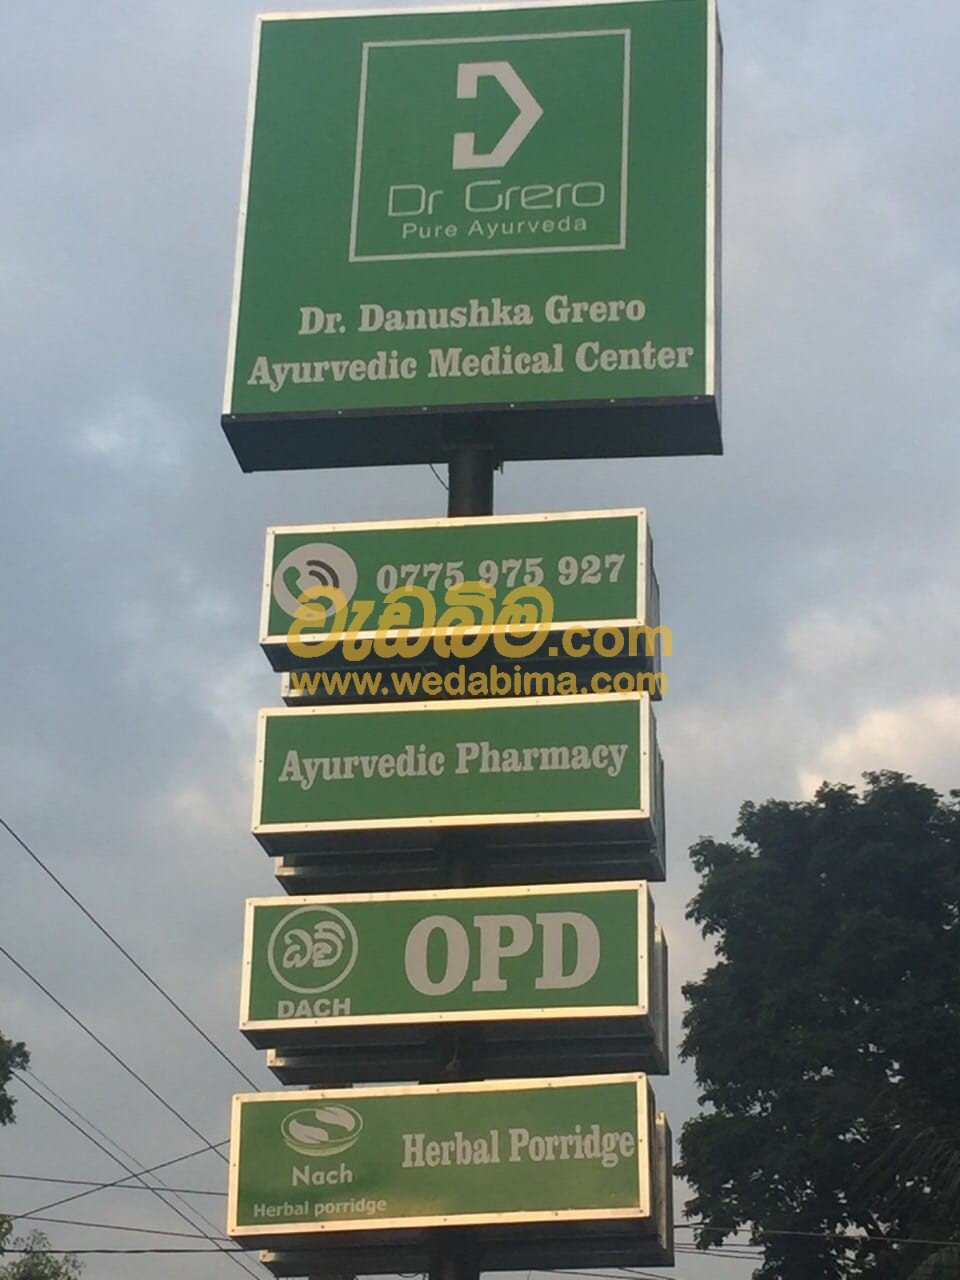 Dr Grero
Pure Ayurveda
Dr. Danushka Grero
Ayurvedic Medical Center
0775 975 927
වැඩබිම.com
www.wedabima.com
Ayurvedic Pharmacy
OPD
DACH
Nach
Herbal Porridge
Herbal porridge